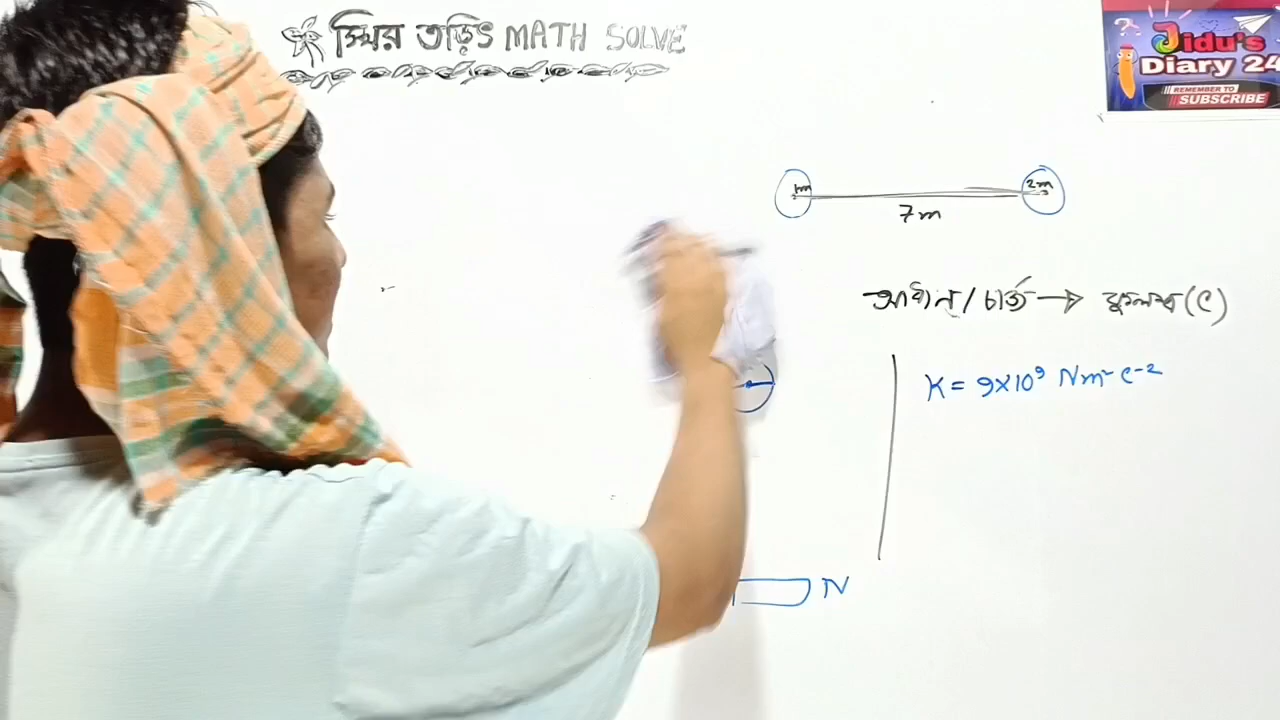 স্থির তড়িৎ MATH SOLVE
Jidu's
Diary 24
REMEMBER TO
SUBSCRIBE
1m
2m
7m
আধান / চার্জ → কুলম্ব (C)
K = 9×10⁹ Nm² C⁻²
N